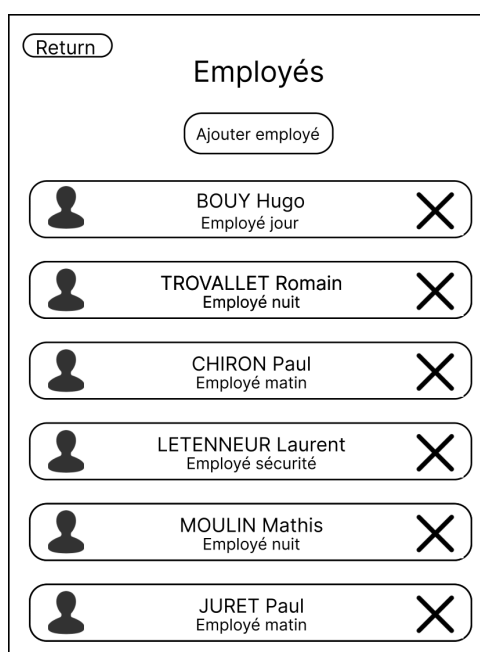 Return
Employés
Ajouter employé
BOUY Hugo
Employé jour
TROVALLET Romain
Employé nuit
CHIRON Paul
Employé matin
LETENNEUR Laurent
Employé sécurité
MOULIN Mathis
Employé nuit
JURET Paul
Employé matin